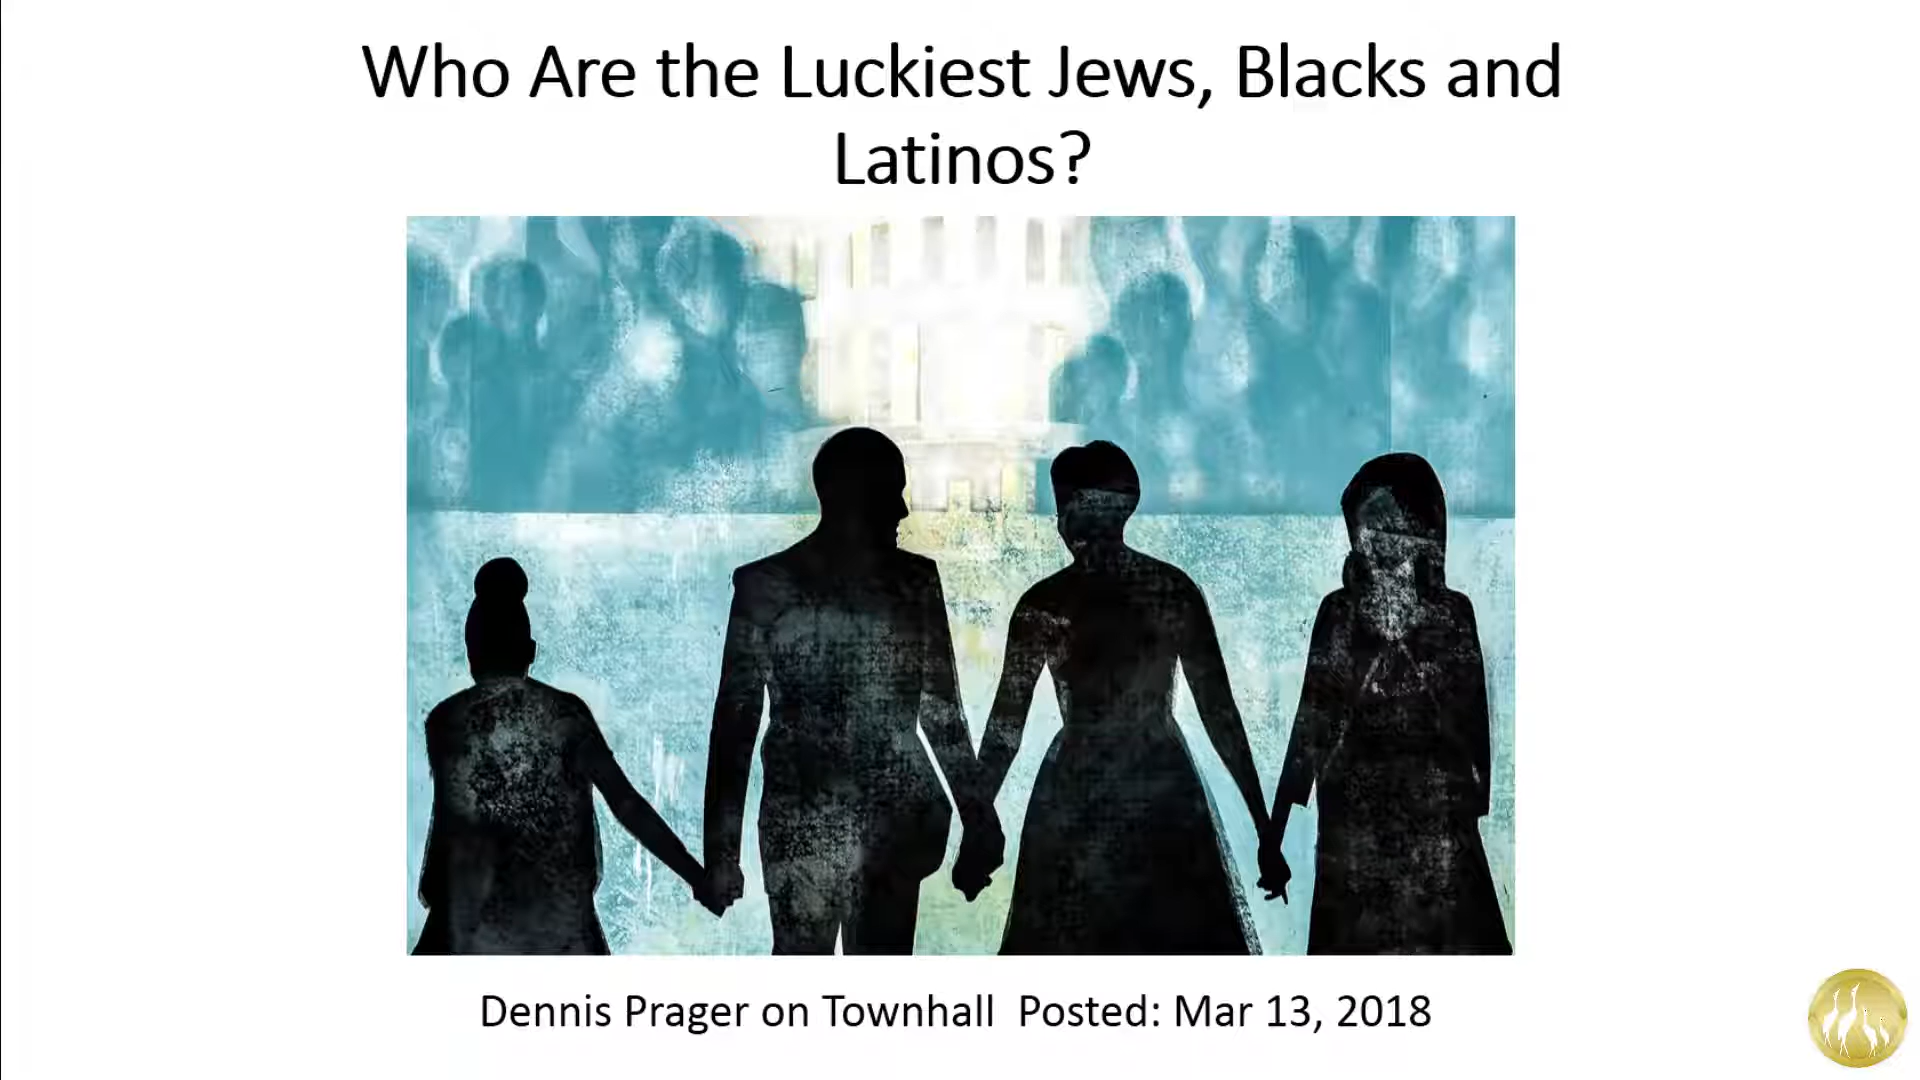 Who Are the Luckiest Jews, Blacks and
Latinos?
Dennis Prager on Townhall  Posted: Mar 13, 2018